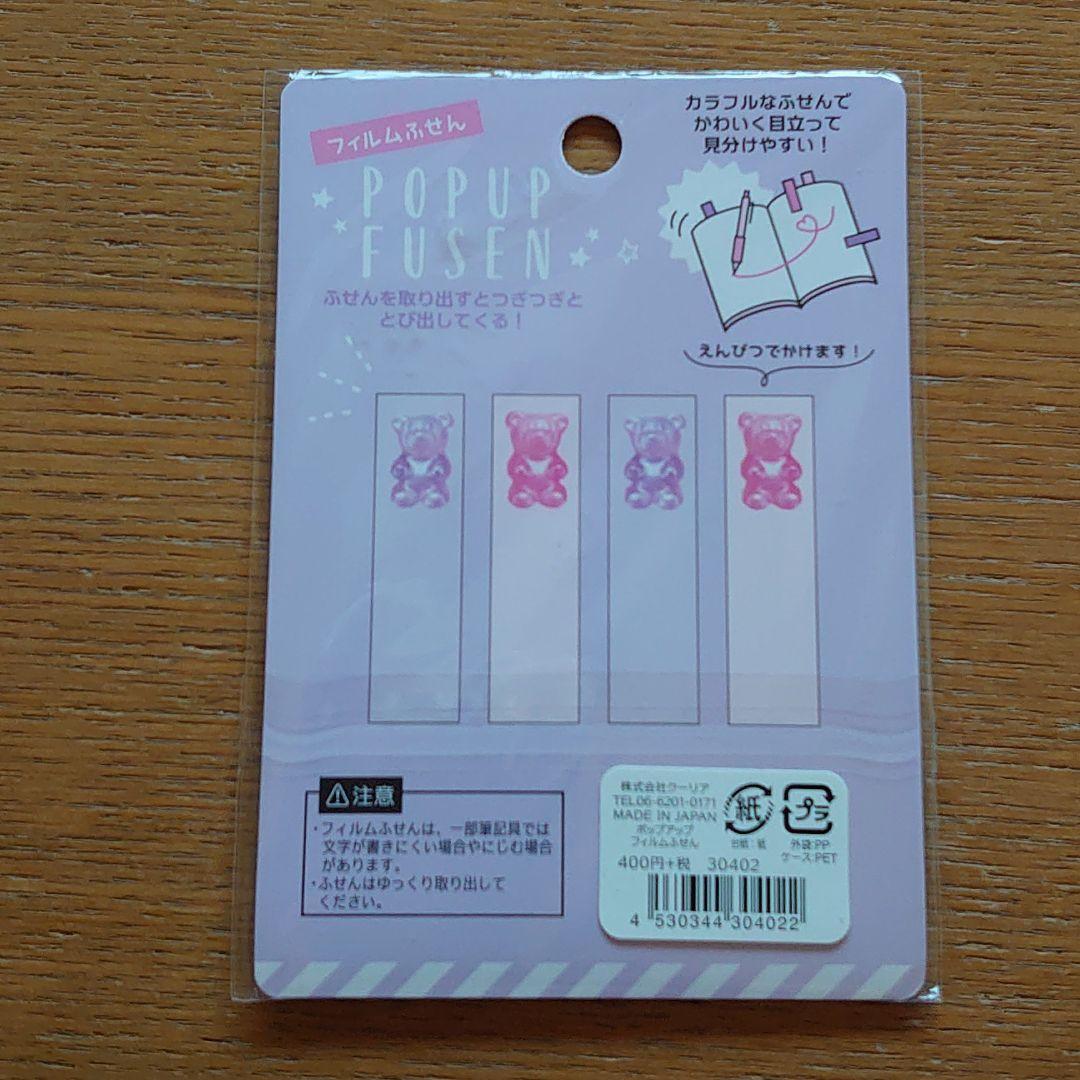 フィルムふせん
POPUP
FUSEN
ふせんを取り出すとつぎつぎと
とび出してくる!
カラフルなふせんで
かわいく目立って
見分けやすい!
えんぴつでかけます!
⚠注意
・フィルムふせんは、一部筆記具では
文字が書きにくい場合やにじむ場合
があります。
・ふせんはゆっくり取り出して
ください。
株式会社クーリア
TEL06-6201-0171
MADE IN JAPAN
ポップアップ
フィルムふせん
紙
台紙:紙
プラ
外袋:PP
ケース:PET
400円+税 30402
4 530344 304022